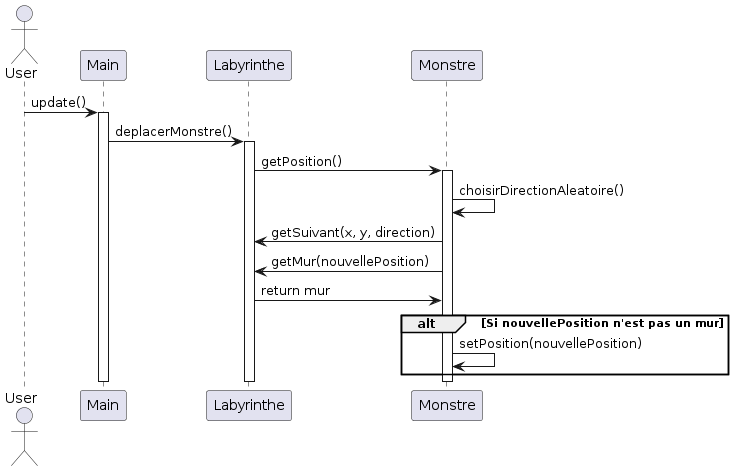 User
Main
Labyrinthe
Monstre
update()
deplacerMonstre()
getPosition()
choisirDirectionAleatoire()
getSuivant(x, y, direction)
getMur(nouvellePosition)
return mur
alt [Si nouvellePosition n'est pas un mur]
setPosition(nouvellePosition)
User
Main
Labyrinthe
Monstre